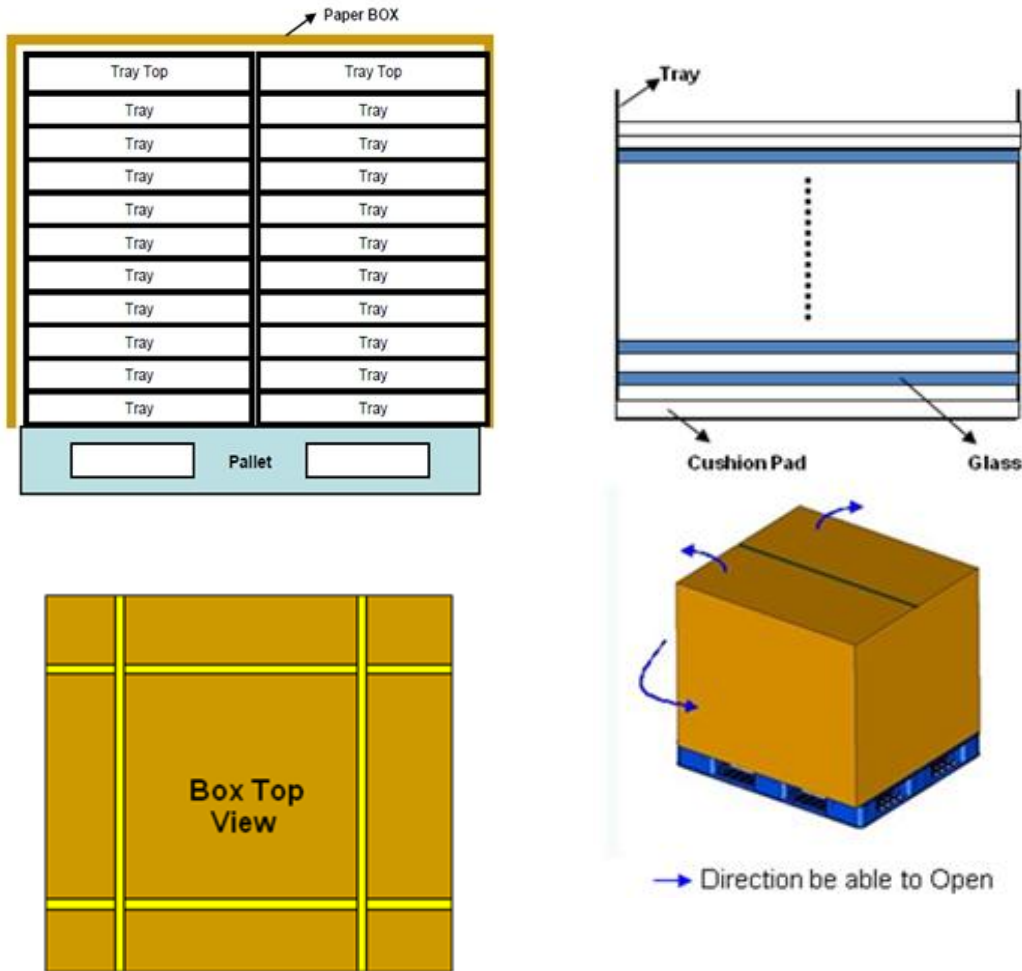 Paper BOX
Tray Top Tray Top
Tray Tray
Tray Tray
Tray Tray
Tray Tray
Tray Tray
Tray Tray
Tray Tray
Tray Tray
Tray Tray
Tray Tray
Pallet
Tray
Cushion Pad Glass
Box Top
View
Direction be able to Open